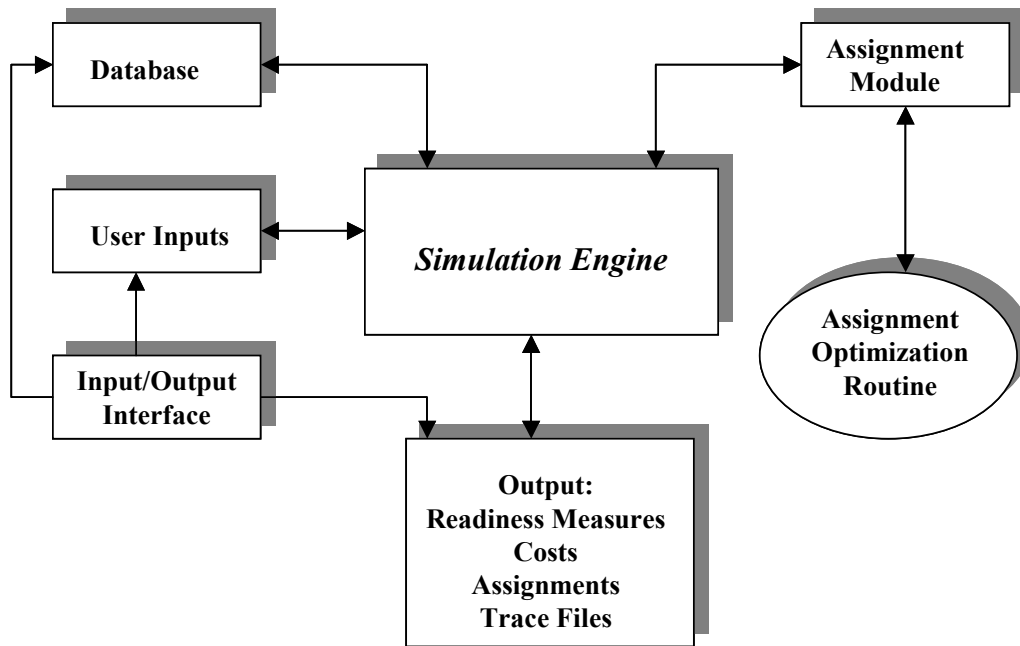 Database
Assignment
Module
User Inputs
Simulation Engine
Input/Output
Interface
Assignment
Optimization
Routine
Output:
Readiness Measures
Costs
Assignments
Trace Files